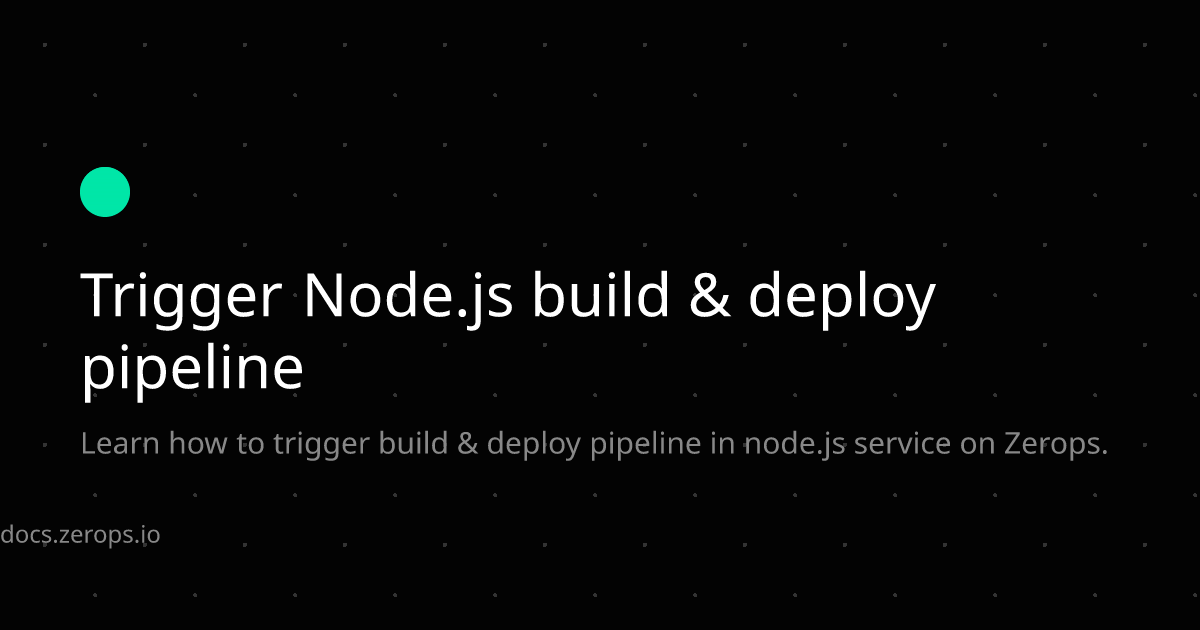 Trigger Node.js build & deploy
pipeline
Learn how to trigger build & deploy pipeline in node.js service on Zerops.
docs.zerops.io